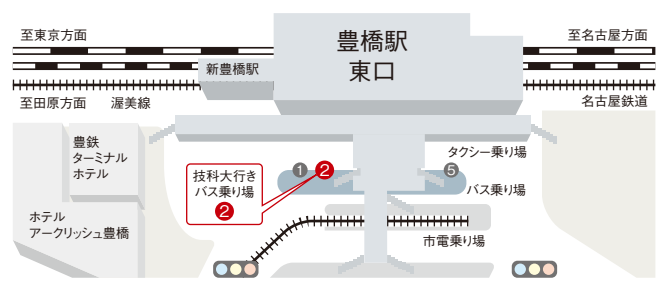 至東京方面
豊橋駅
東口
至名古屋方面
新豊橋駅
至田原方面
渥美線
名古屋鉄道
豊鉄
ターミナル
ホテル
タクシー乗り場
技科大行き
バス乗り場
2
1
2
5
バス乗り場
ホテル
アークリッシュ豊橋
市電乗り場